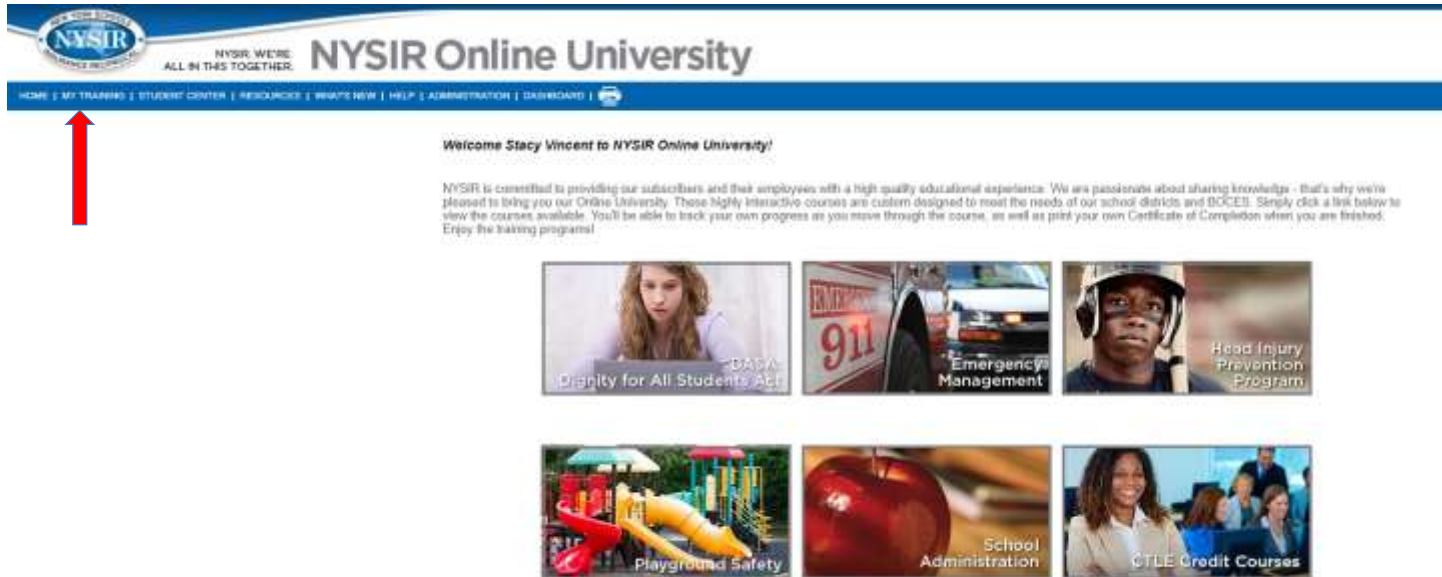 NEW YORK SCHOOLS
NYSIR
INSURANCE RECIPROCAL
NYSIR. WE'RE
ALL IN THIS TOGETHER.
NYSIR Online University
HOME | MY TRAINING | STUDENT CENTER | RESOURCES | WHAT'S NEW | HELP | ADMINISTRATION | DASHBOARD |
Welcome Stacy Vincent to NYSIR Online University!
NYSIR is committed to providing our subscribers and their employees with a high quality educational experience. We are passionate about sharing knowledge - that's why we're
pleased to bring you our Online University. These highly interactive courses are custom designed to meet the needs of our school districts and BOCES. Simply click a link below to
view the courses available. You'll be able to track your own progress as you move through the course, as well as print your own Certificate of Completion when you are finished.
Enjoy the training programs!
DASA:
Dignity for All Students Act
EMERGENCY
911
Emergency
Management
Head Injury
Prevention
Program
Playground Safety
School
Administration
CTLE Credit Courses